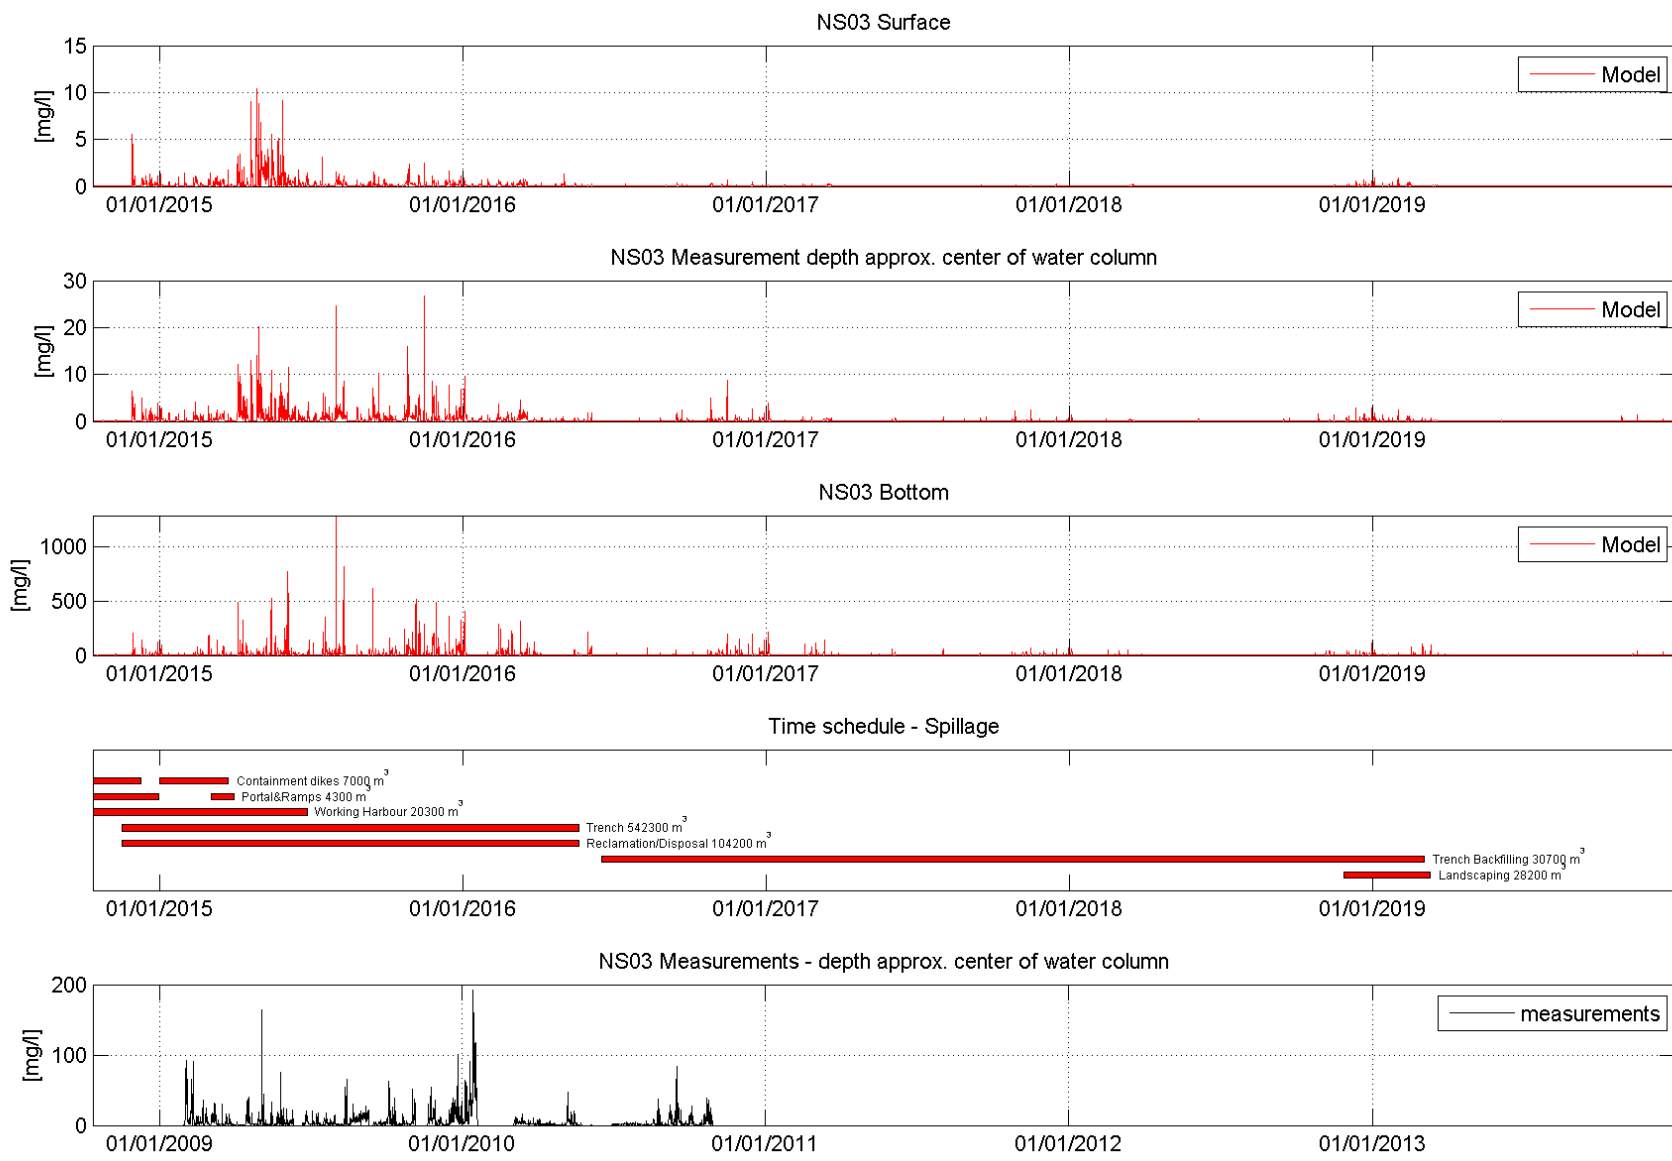 NS03 Surface
15
10
5
0
[mg/l]
Model
01/01/2015 01/01/2016 01/01/2017 01/01/2018 01/01/2019
NS03 Measurement depth approx. center of water column
30
20
10
0
[mg/l]
Model
01/01/2015 01/01/2016 01/01/2017 01/01/2018 01/01/2019
NS03 Bottom
1000
500
0
[mg/l]
Model
01/01/2015 01/01/2016 01/01/2017 01/01/2018 01/01/2019
Time schedule - Spillage
Containment dikes 7000 m³
Portal&Ramps 4300 m³
Working Harbour 20300 m³
Trench 542300 m³
Reclamation/Disposal 104200 m³
Trench Backfilling 30700 m³
Landscaping 28200 m³
01/01/2015 01/01/2016 01/01/2017 01/01/2018 01/01/2019
NS03 Measurements - depth approx. center of water column
200
100
0
[mg/l]
measurements
01/01/2009 01/01/2010 01/01/2011 01/01/2012 01/01/2013